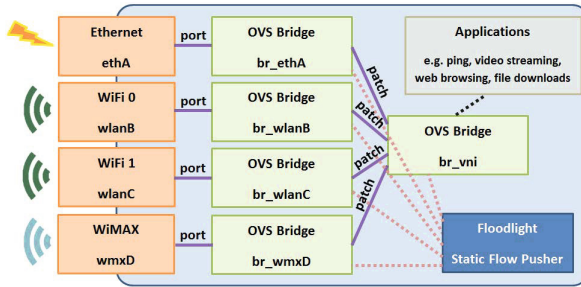 Ethernet
ethA
port
OVS Bridge
br_ethA
patch
Applications
e.g. ping, video streaming,
web browsing, file downloads
WiFi 0
wlanB
port
OVS Bridge
br_wlanB
patch
OVS Bridge
br_vni
WiFi 1
wlanC
port
OVS Bridge
br_wlanC
patch
WiMAX
wmxD
port
OVS Bridge
br_wmxD
patch
Floodlight
Static Flow Pusher